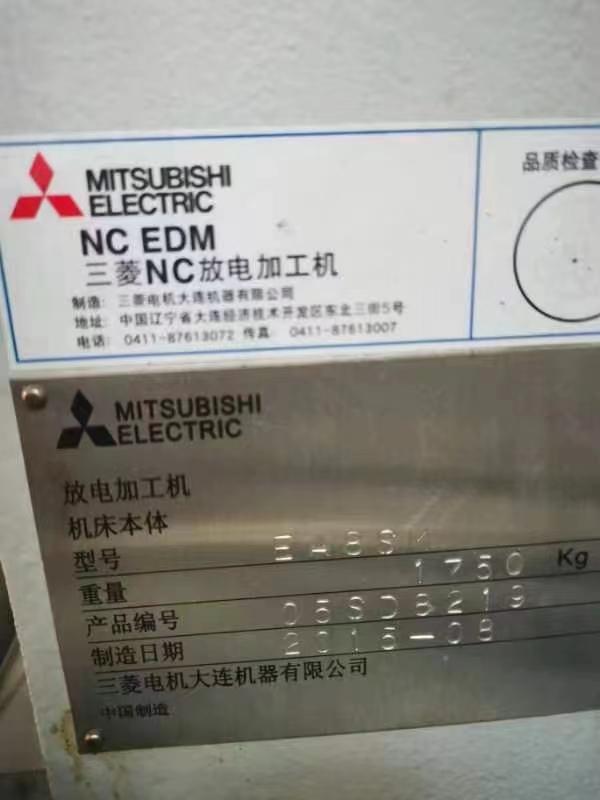 MITSUBISHI
ELECTRIC
品质检查
NC EDM
三菱NC放电加工机
制造: 三菱电机大连机器有限公司
地址: 中国辽宁省大连经济技术开发区东北三街5号
电话: 0411-87613072 传真: 0411-87613007
MITSUBISHI
ELECTRIC
放电加工机
机床本体
型号
重量 1750 Kg
产品编号 05SD8219
制造日期 2015-08
三菱电机大连机器有限公司
中国制造